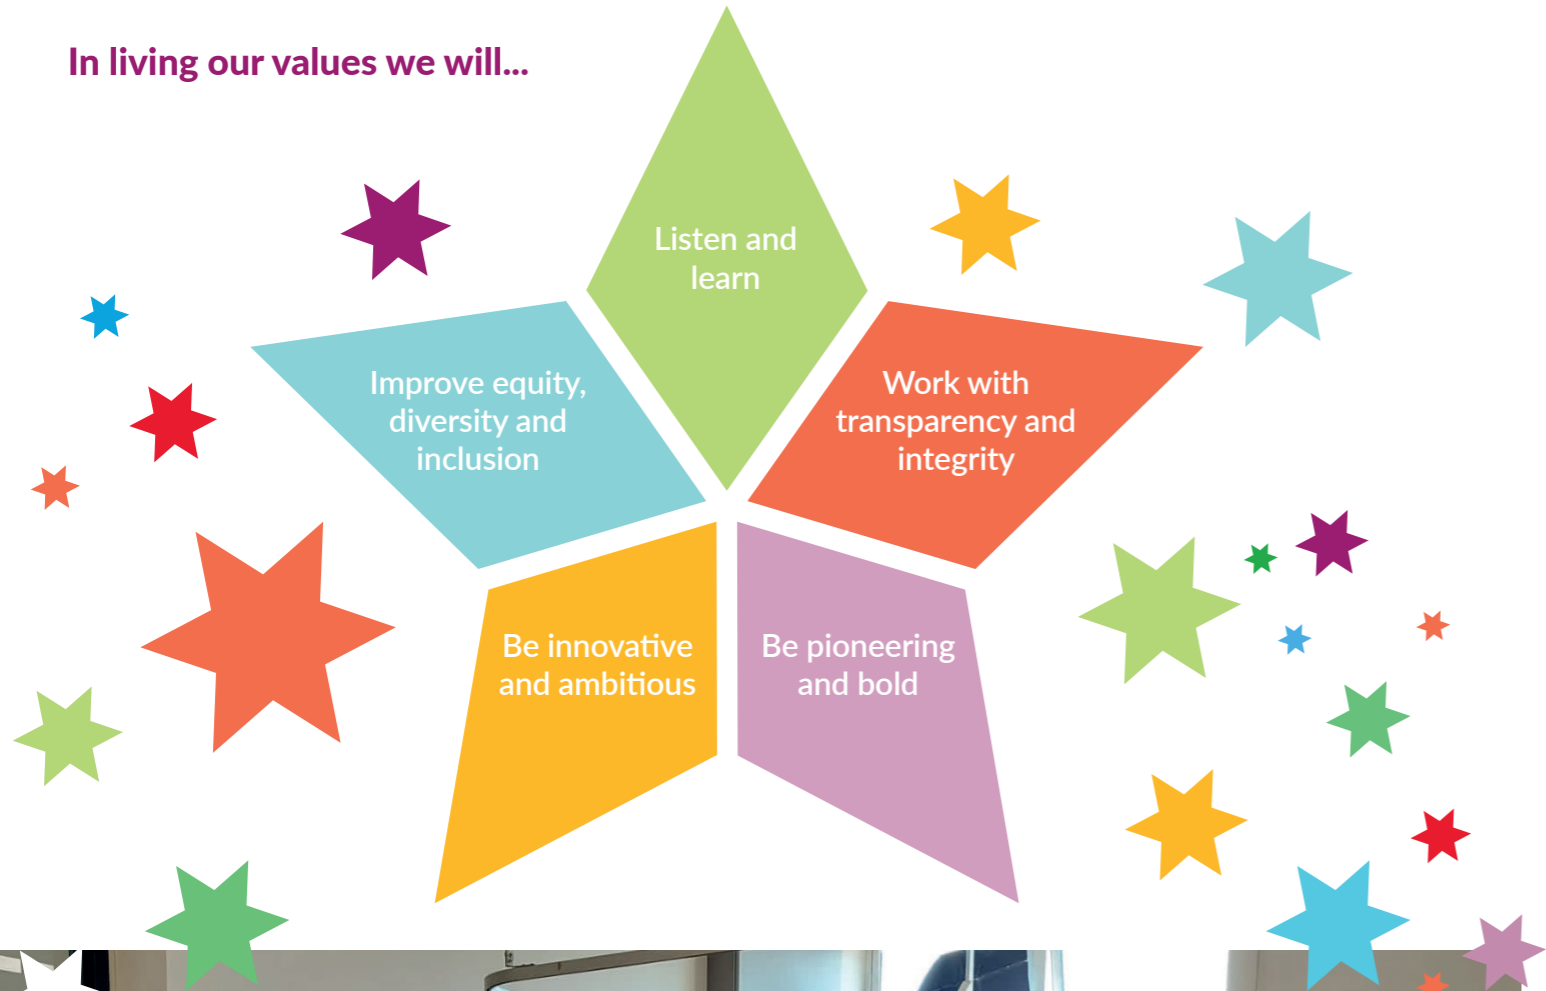 In living our values we will...
Listen and
learn
Improve equity,
diversity and
inclusion
Work with
transparency and
integrity
Be innovative
and ambitious
Be pioneering
and bold